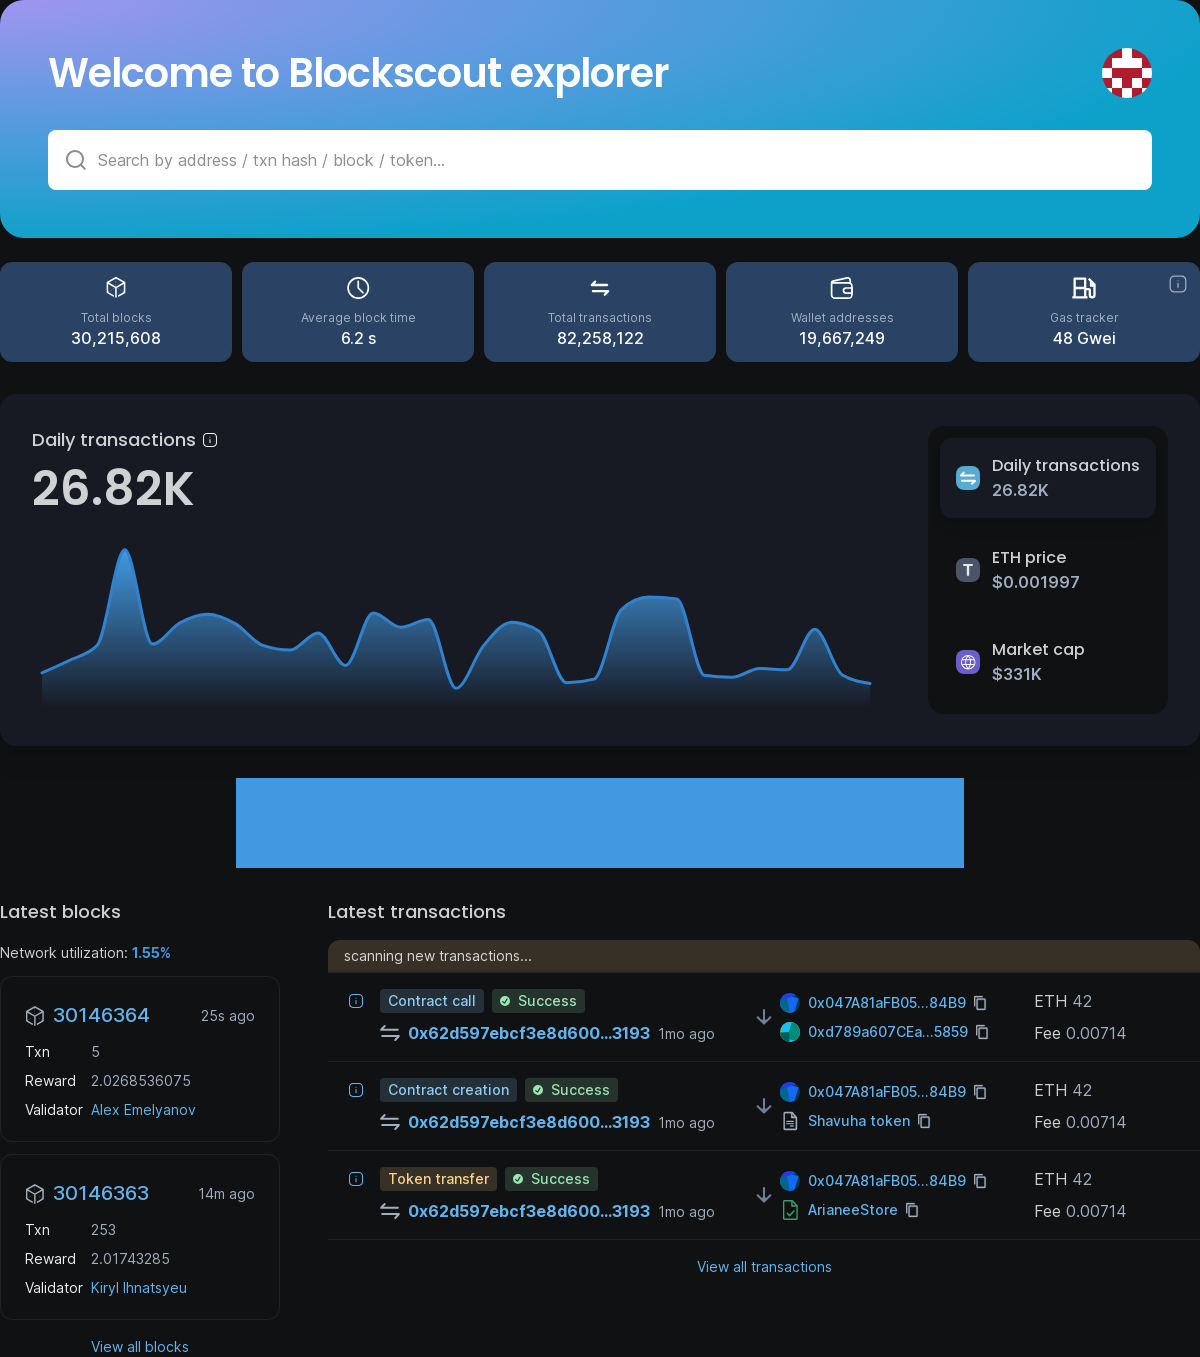 Welcome to Blockscout explorer
Search by address / txn hash / block / token...
Total blocks
30,215,608
Average block time
6.2 s
Total transactions
82,258,122
Wallet addresses
19,667,249
Gas tracker
48 Gwei
Daily transactions
26.82K
Daily transactions
26.82K
T
ETH price
$0.001997
Market cap
$331K
Latest blocks
Network utilization: 1.55%
30146364 25s ago
Txn 5
Reward 2.0268536075
Validator Alex Emelyanov
30146363 14m ago
Txn 253
Reward 2.01743285
Validator Kiryl Ihnatsyeu
View all blocks
Latest transactions
scanning new transactions...
Contract call Success
0x62d597ebcf3e8d600...3193 1mo ago
0x047A81aFB05...84B9
0xd789a607CEa...5859
ETH 42
Fee 0.00714
Contract creation Success
0x62d597ebcf3e8d600...3193 1mo ago
0x047A81aFB05...84B9
Shavuha token
ETH 42
Fee 0.00714
Token transfer Success
0x62d597ebcf3e8d600...3193 1mo ago
0x047A81aFB05...84B9
ArianeeStore
ETH 42
Fee 0.00714
View all transactions